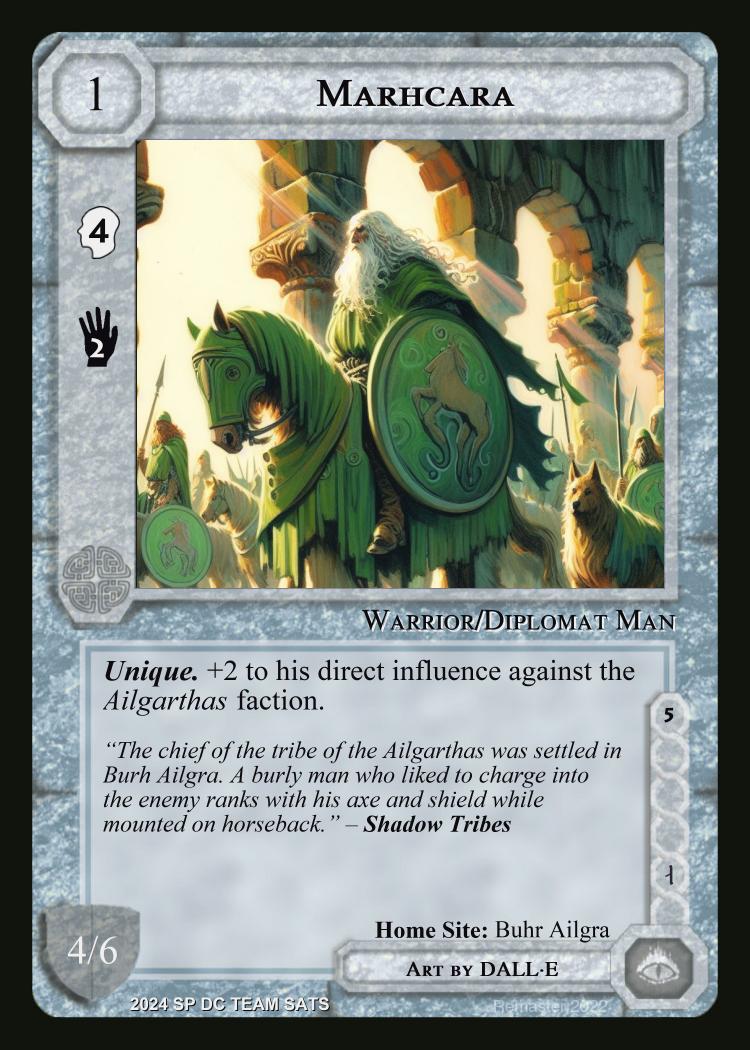 1
MARHCARA
4
2
WARRIOR/DIPLOMAT MAN
Unique. +2 to his direct influence against the
Ailgarthas faction.
“The chief of the tribe of the Ailgarthas was settled in
Burh Ailgra. A burly man who liked to charge into
the enemy ranks with his axe and shield while
mounted on horseback.” – Shadow Tribes
5
Home Site: Buhr Ailgra
4/6
ART BY DALL·E
2024 SP DC TEAM SATS
Remaster 2022